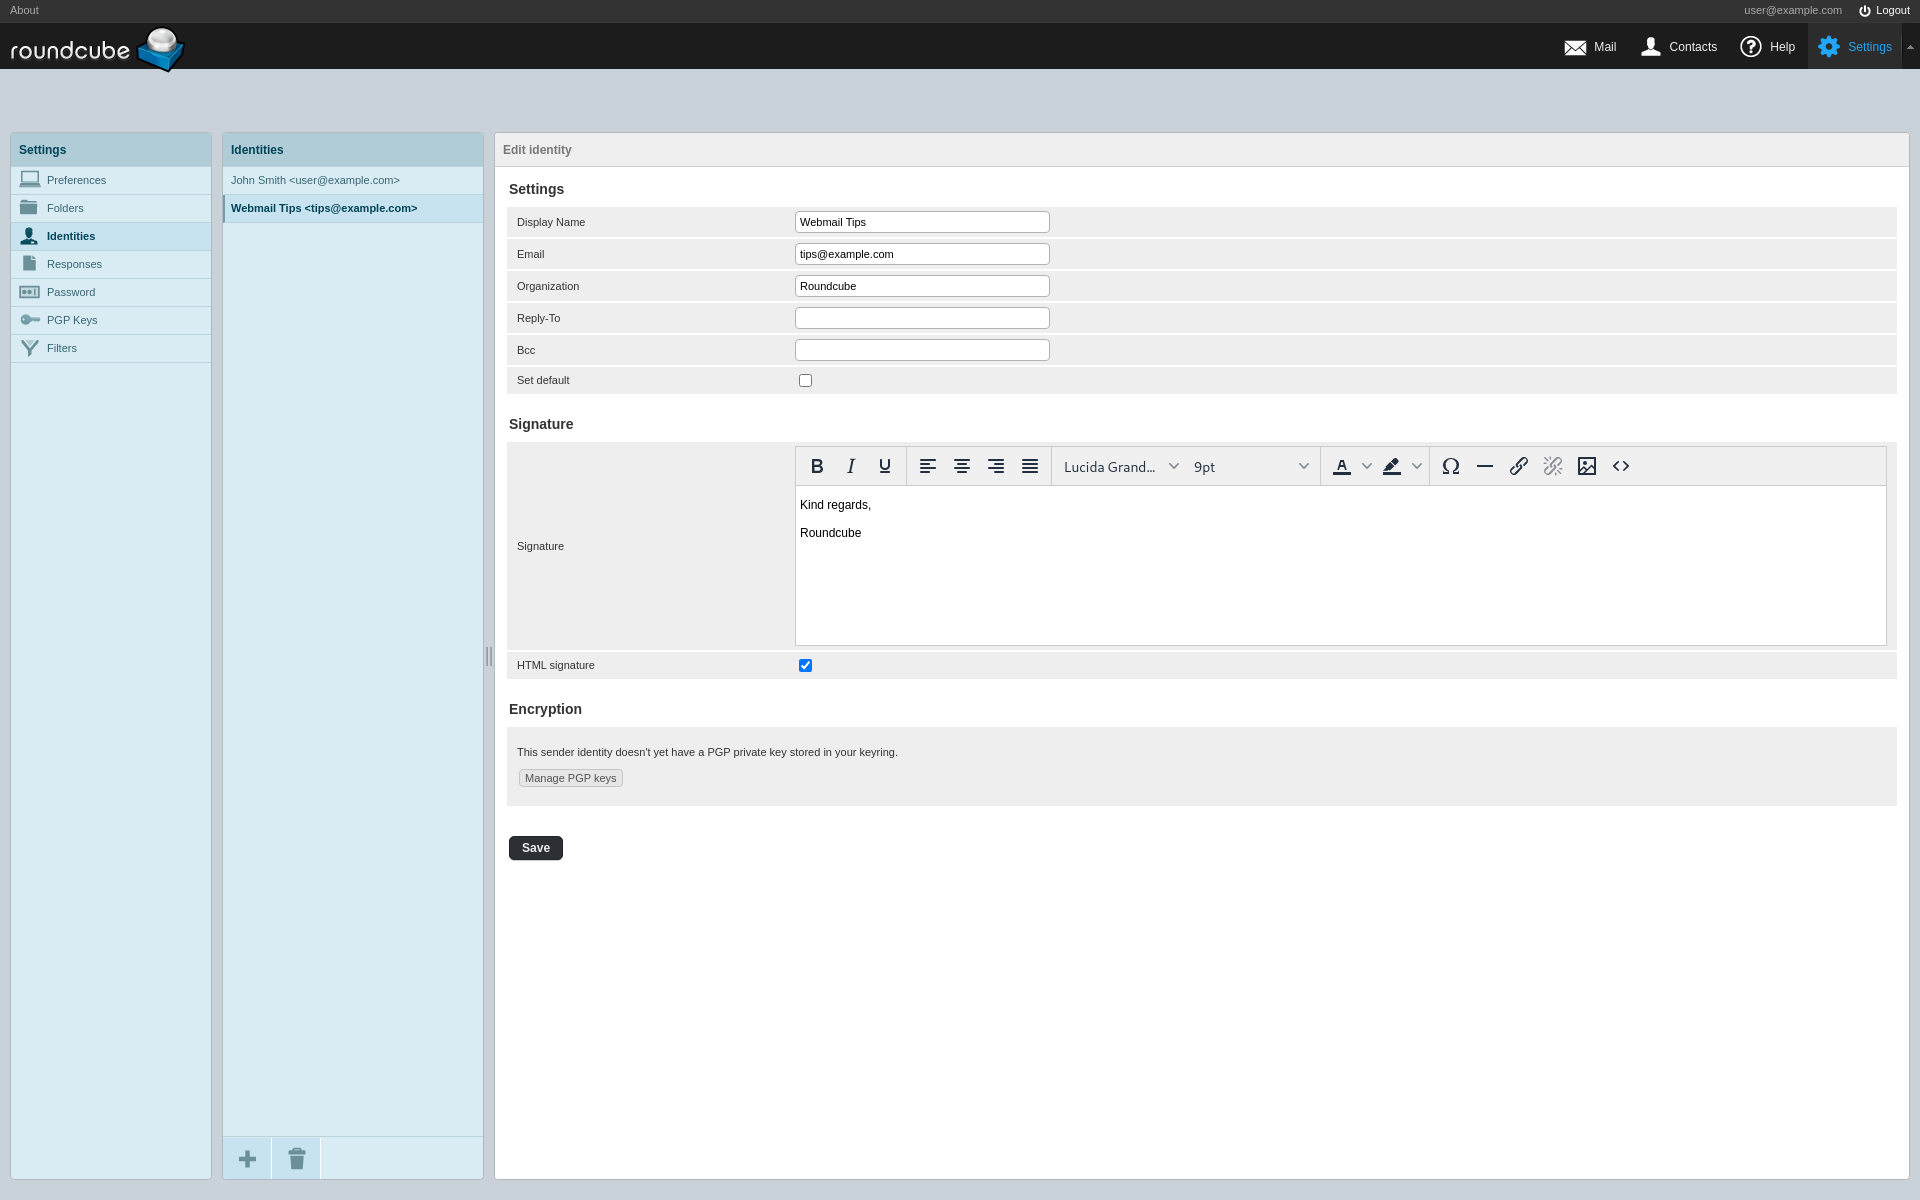 About
user@example.com Logout
roundcube
Mail Contacts Help Settings
Settings
Preferences
Folders
Identities
Responses
Password
PGP Keys
Filters
Identities
John Smith <user@example.com>
Webmail Tips <tips@example.com>
Edit identity
Settings
Display Name Webmail Tips
Email tips@example.com
Organization Roundcube
Reply-To
Bcc
Set default
Signature
B I U Lucida Grand... 9pt A Ω
Kind regards,
Roundcube
Signature
HTML signature
Encryption
This sender identity doesn't yet have a PGP private key stored in your keyring.
Manage PGP keys
Save